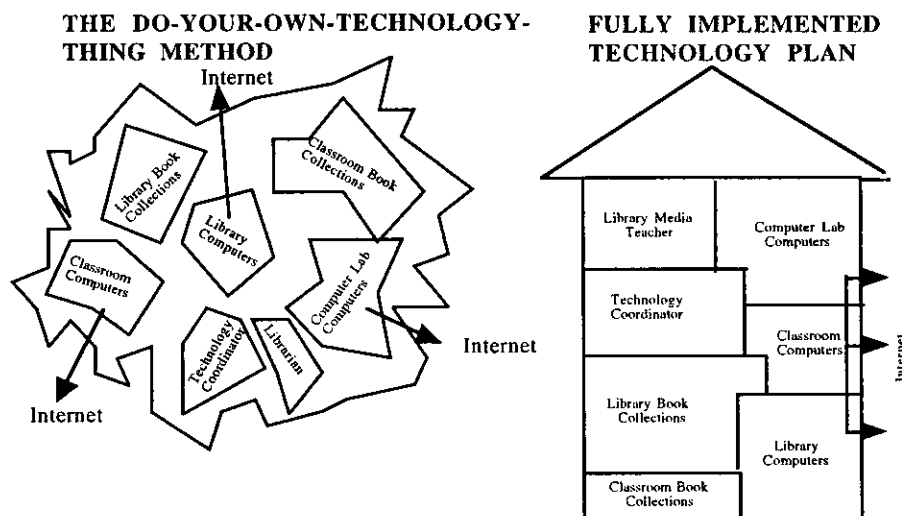 THE DO-YOUR-OWN-TECHNOLOGY-
THING METHOD
Internet
Library Book
Collections
Classroom Book
Collections
Library
Computers
Classroom
Computers
Computer Lab
Computers
Technology
Coordinator
Librarian
Internet
Internet
FULLY IMPLEMENTED
TECHNOLOGY PLAN
Library Media
Teacher
Computer Lab
Computers
Technology
Coordinator
Classroom
Computers
Internet
Library Book
Collections
Library
Computers
Classroom Book
Collections